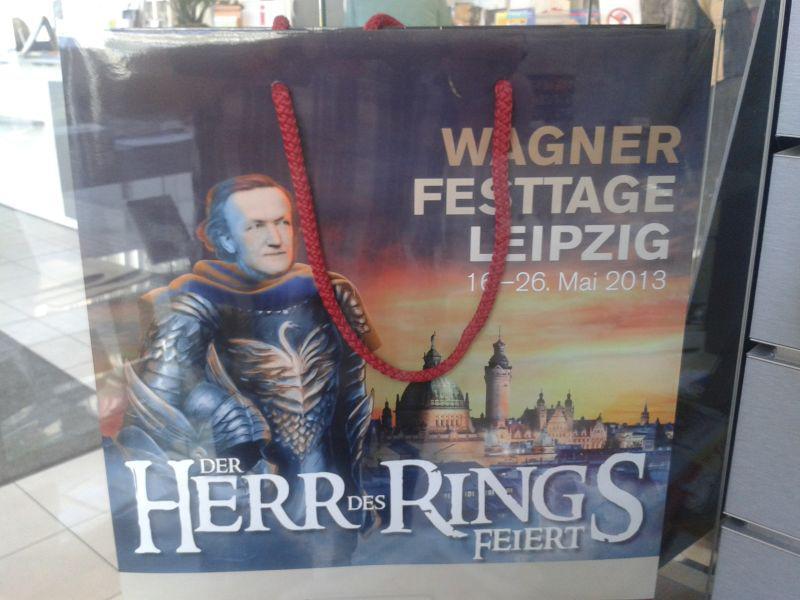 WAGNER
FESTTAGE
LEIPZIG
16.–26. Mai 2013
DER
HERR DES RINGS
FEIERT